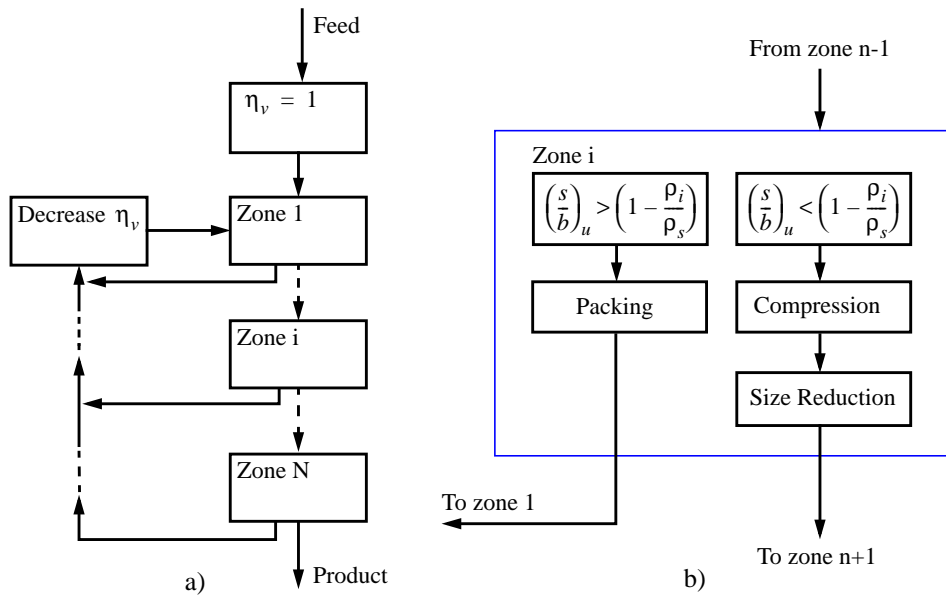 Feed
η_v = 1
Decrease η_v
Zone 1
Zone i
Zone N
Product
a)
From zone n-1
Zone i
(s/b)_u > (1 − ρ_i/ρ_s)
(s/b)_u < (1 − ρ_i/ρ_s)
Packing
Compression
Size Reduction
To zone 1
To zone n+1
b)